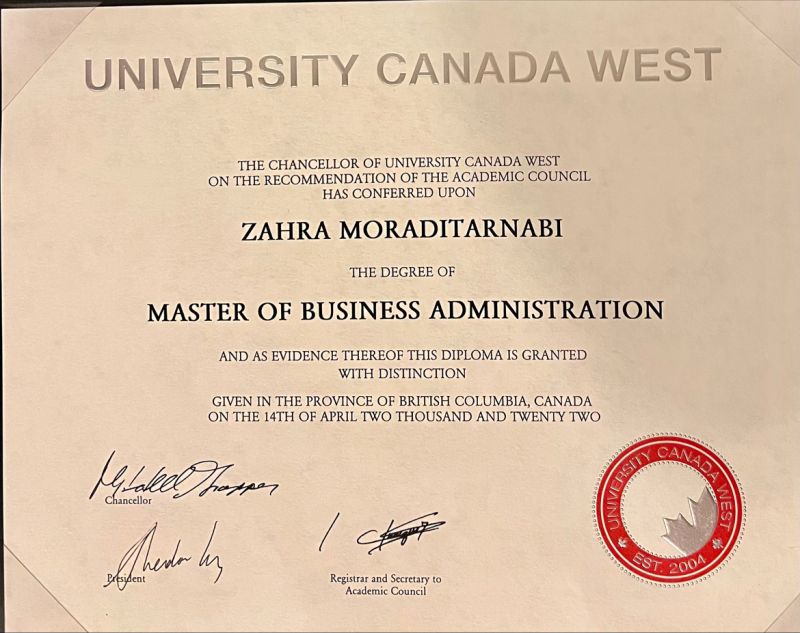 UNIVERSITY CANADA WEST
THE CHANCELLOR OF UNIVERSITY CANADA WEST
ON THE RECOMMENDATION OF THE ACADEMIC COUNCIL
HAS CONFERRED UPON
ZAHRA MORADITARNABI
THE DEGREE OF
MASTER OF BUSINESS ADMINISTRATION
AND AS EVIDENCE THEREOF THIS DIPLOMA IS GRANTED
WITH DISTINCTION
GIVEN IN THE PROVINCE OF BRITISH COLUMBIA, CANADA
ON THE 14TH OF APRIL TWO THOUSAND AND TWENTY TWO
Chancellor
President
Registrar and Secretary to
Academic Council
UNIVERSITY CANADA WEST
EST. 2004